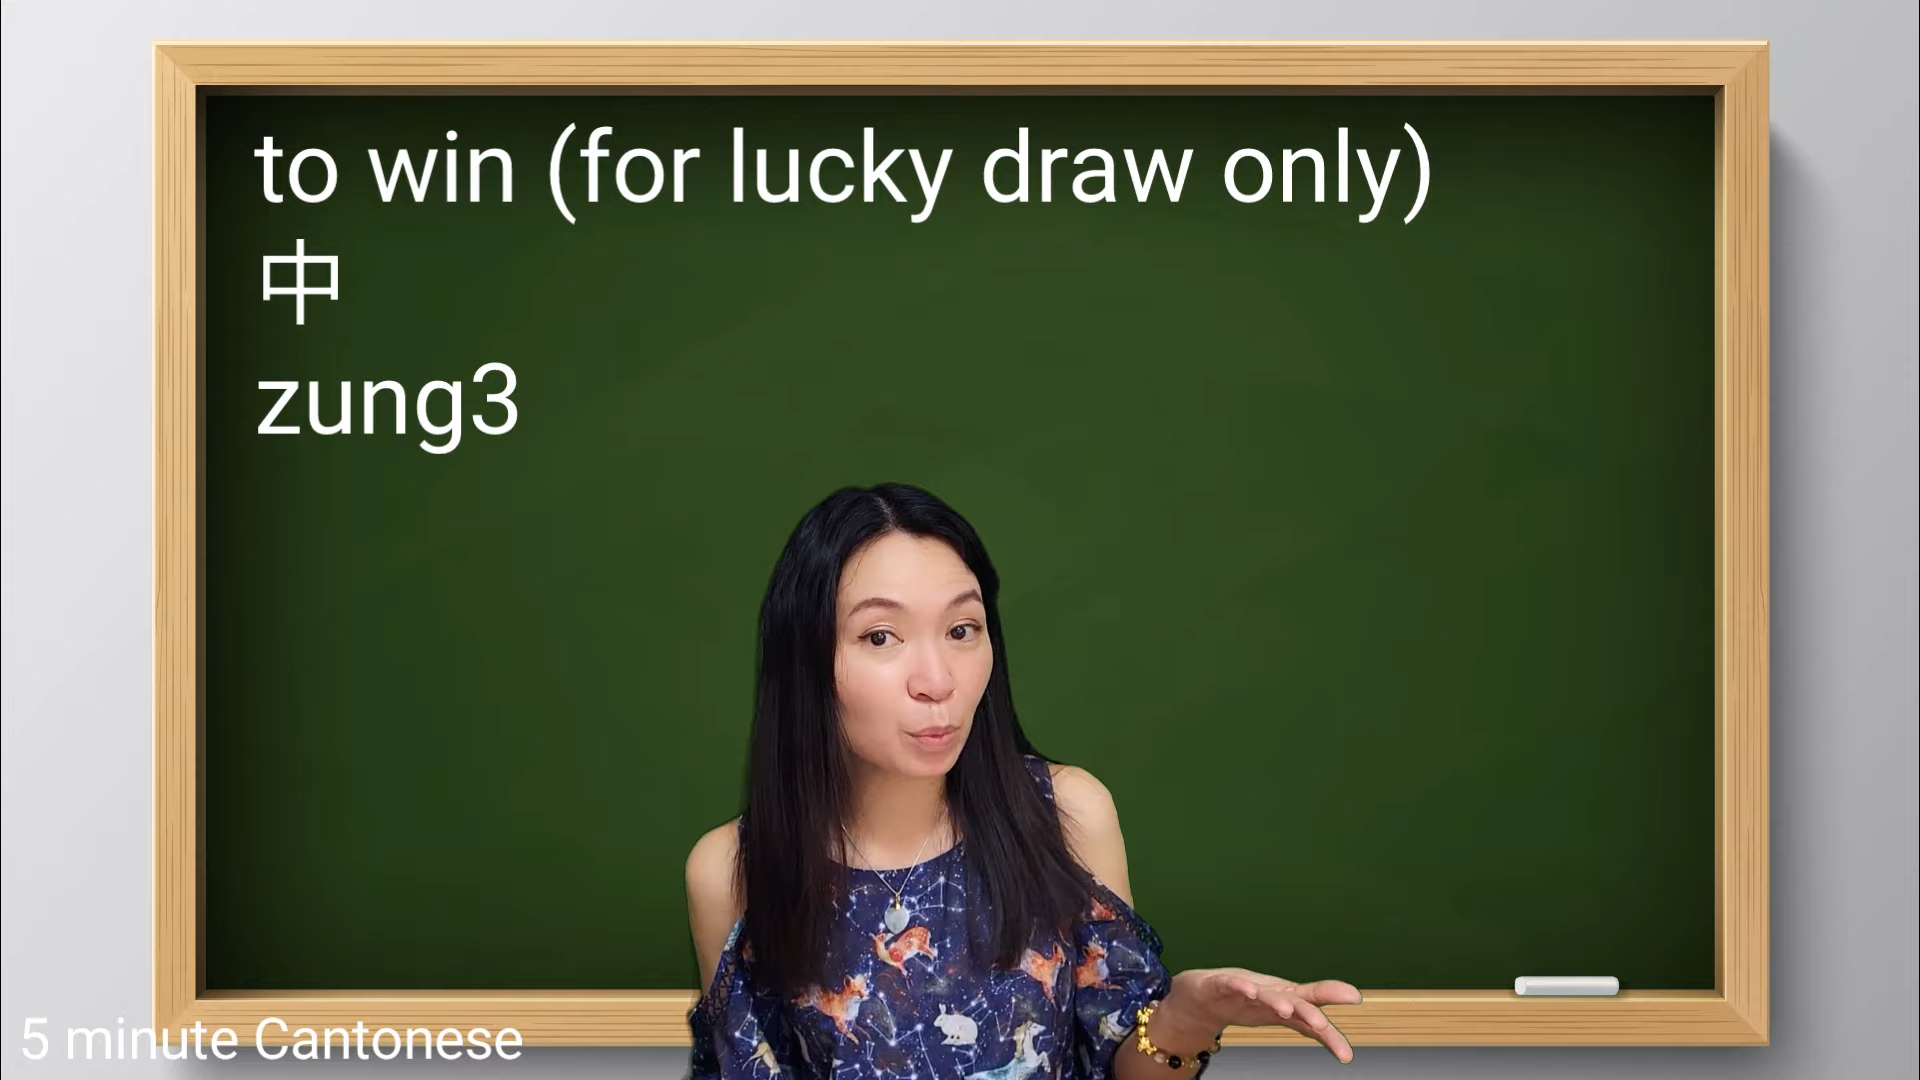 to win (for lucky draw only)
中
zung3
5 minute Cantonese